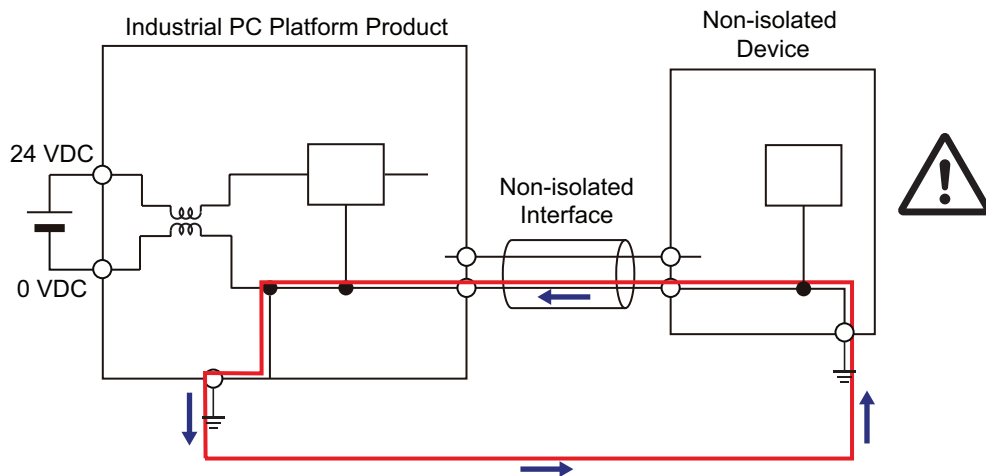 Industrial PC Platform Product
Non-isolated
Device
24 VDC
Non-isolated
Interface
0 VDC